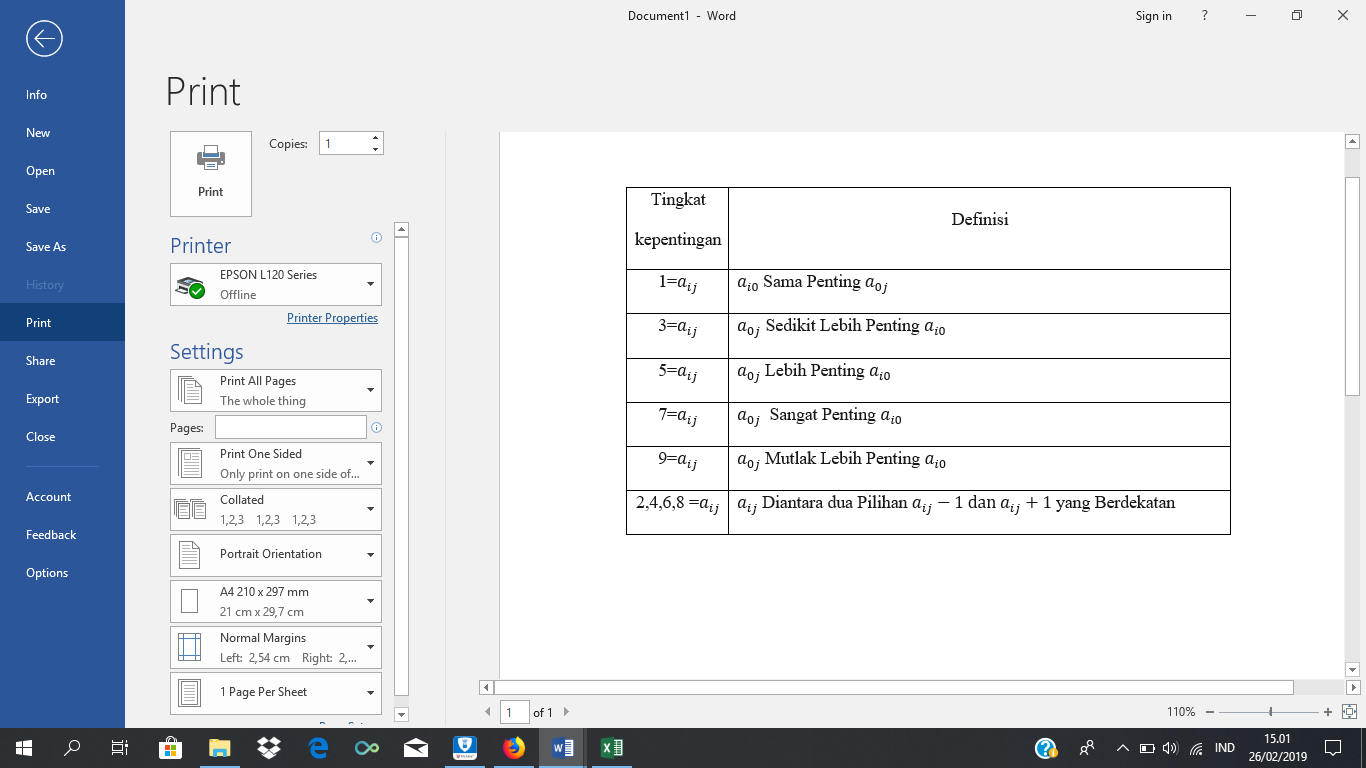 Document1 - Word
Sign in ?
Info
New
Open
Save
Save As
History
Print
Share
Export
Close
Account
Feedback
Options
Print
Print
Copies: 1
Printer
EPSON L120 Series
Offline
Printer Properties
Settings
Print All Pages
The whole thing
Pages:
Print One Sided
Only print on one side of...
Collated
1,2,3 1,2,3 1,2,3
Portrait Orientation
A4 210 x 297 mm
21 cm x 29,7 cm
Normal Margins
Left: 2,54 cm Right: 2,...
1 Page Per Sheet
Tingkat
kepentingan
Definisi
1=a_ij
a_i0 Sama Penting a_0j
3=a_ij
a_0j Sedikit Lebih Penting a_i0
5=a_ij
a_0j Lebih Penting a_i0
7=a_ij
a_0j Sangat Penting a_i0
9=a_ij
a_0j Mutlak Lebih Penting a_i0
2,4,6,8 =a_ij
a_ij Diantara dua Pilihan a_ij − 1 dan a_ij + 1 yang Berdekatan
1 of 1
110%
IND
15.01
26/02/2019